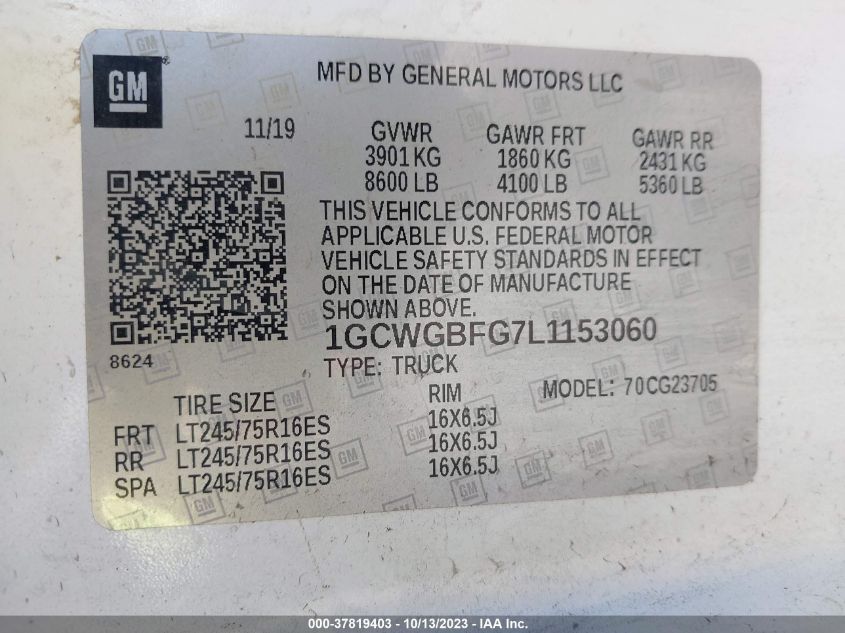 GM
MFD BY GENERAL MOTORS LLC
11/19
GVWR GAWR FRT GAWR RR
3901 KG 1860 KG 2431 KG
8600 LB 4100 LB 5360 LB
THIS VEHICLE CONFORMS TO ALL
APPLICABLE U.S. FEDERAL MOTOR
VEHICLE SAFETY STANDARDS IN EFFECT
ON THE DATE OF MANUFACTURE
SHOWN ABOVE.
1GCWGBFG7L1153060
8624
TYPE: TRUCK
MODEL: 70CG23705
TIRE SIZE RIM
FRT LT245/75R16ES 16X6.5J
RR LT245/75R16ES 16X6.5J
SPA LT245/75R16ES 16X6.5J
000-37819403 - 10/13/2023 - IAA Inc.